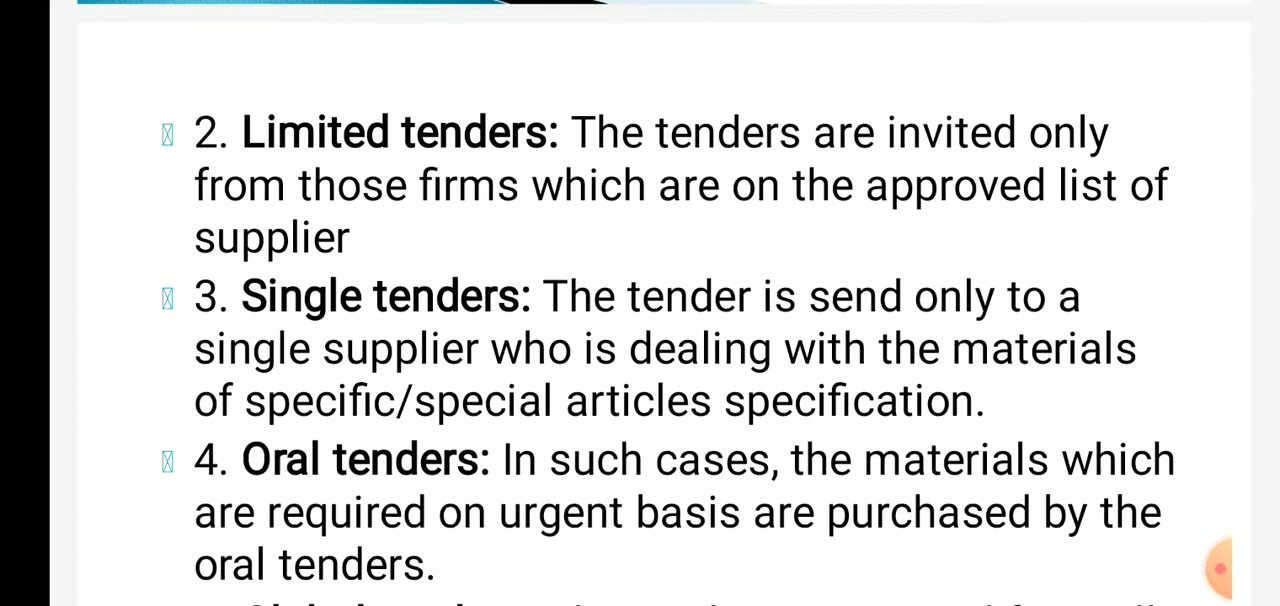 2. Limited tenders: The tenders are invited only
from those firms which are on the approved list of
supplier
3. Single tenders: The tender is send only to a
single supplier who is dealing with the materials
of specific/special articles specification.
4. Oral tenders: In such cases, the materials which
are required on urgent basis are purchased by the
oral tenders.